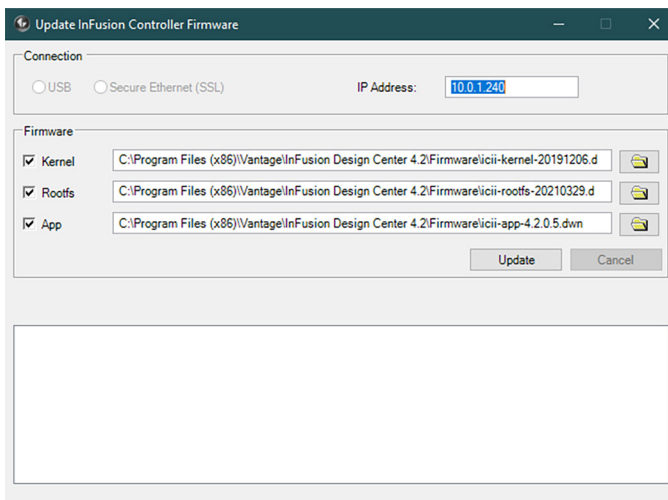 Update InFusion Controller Firmware
Connection
USB Secure Ethernet (SSL) IP Address: 10.0.1.240
Firmware
Kernel C:\Program Files (x86)\Vantage\InFusion Design Center 4.2\Firmware\icii-kernel-20191206.d
Rootfs C:\Program Files (x86)\Vantage\InFusion Design Center 4.2\Firmware\icii-rootfs-20210329.d
App C:\Program Files (x86)\Vantage\InFusion Design Center 4.2\Firmware\icii-app-4.2.0.5.dwn
Update Cancel